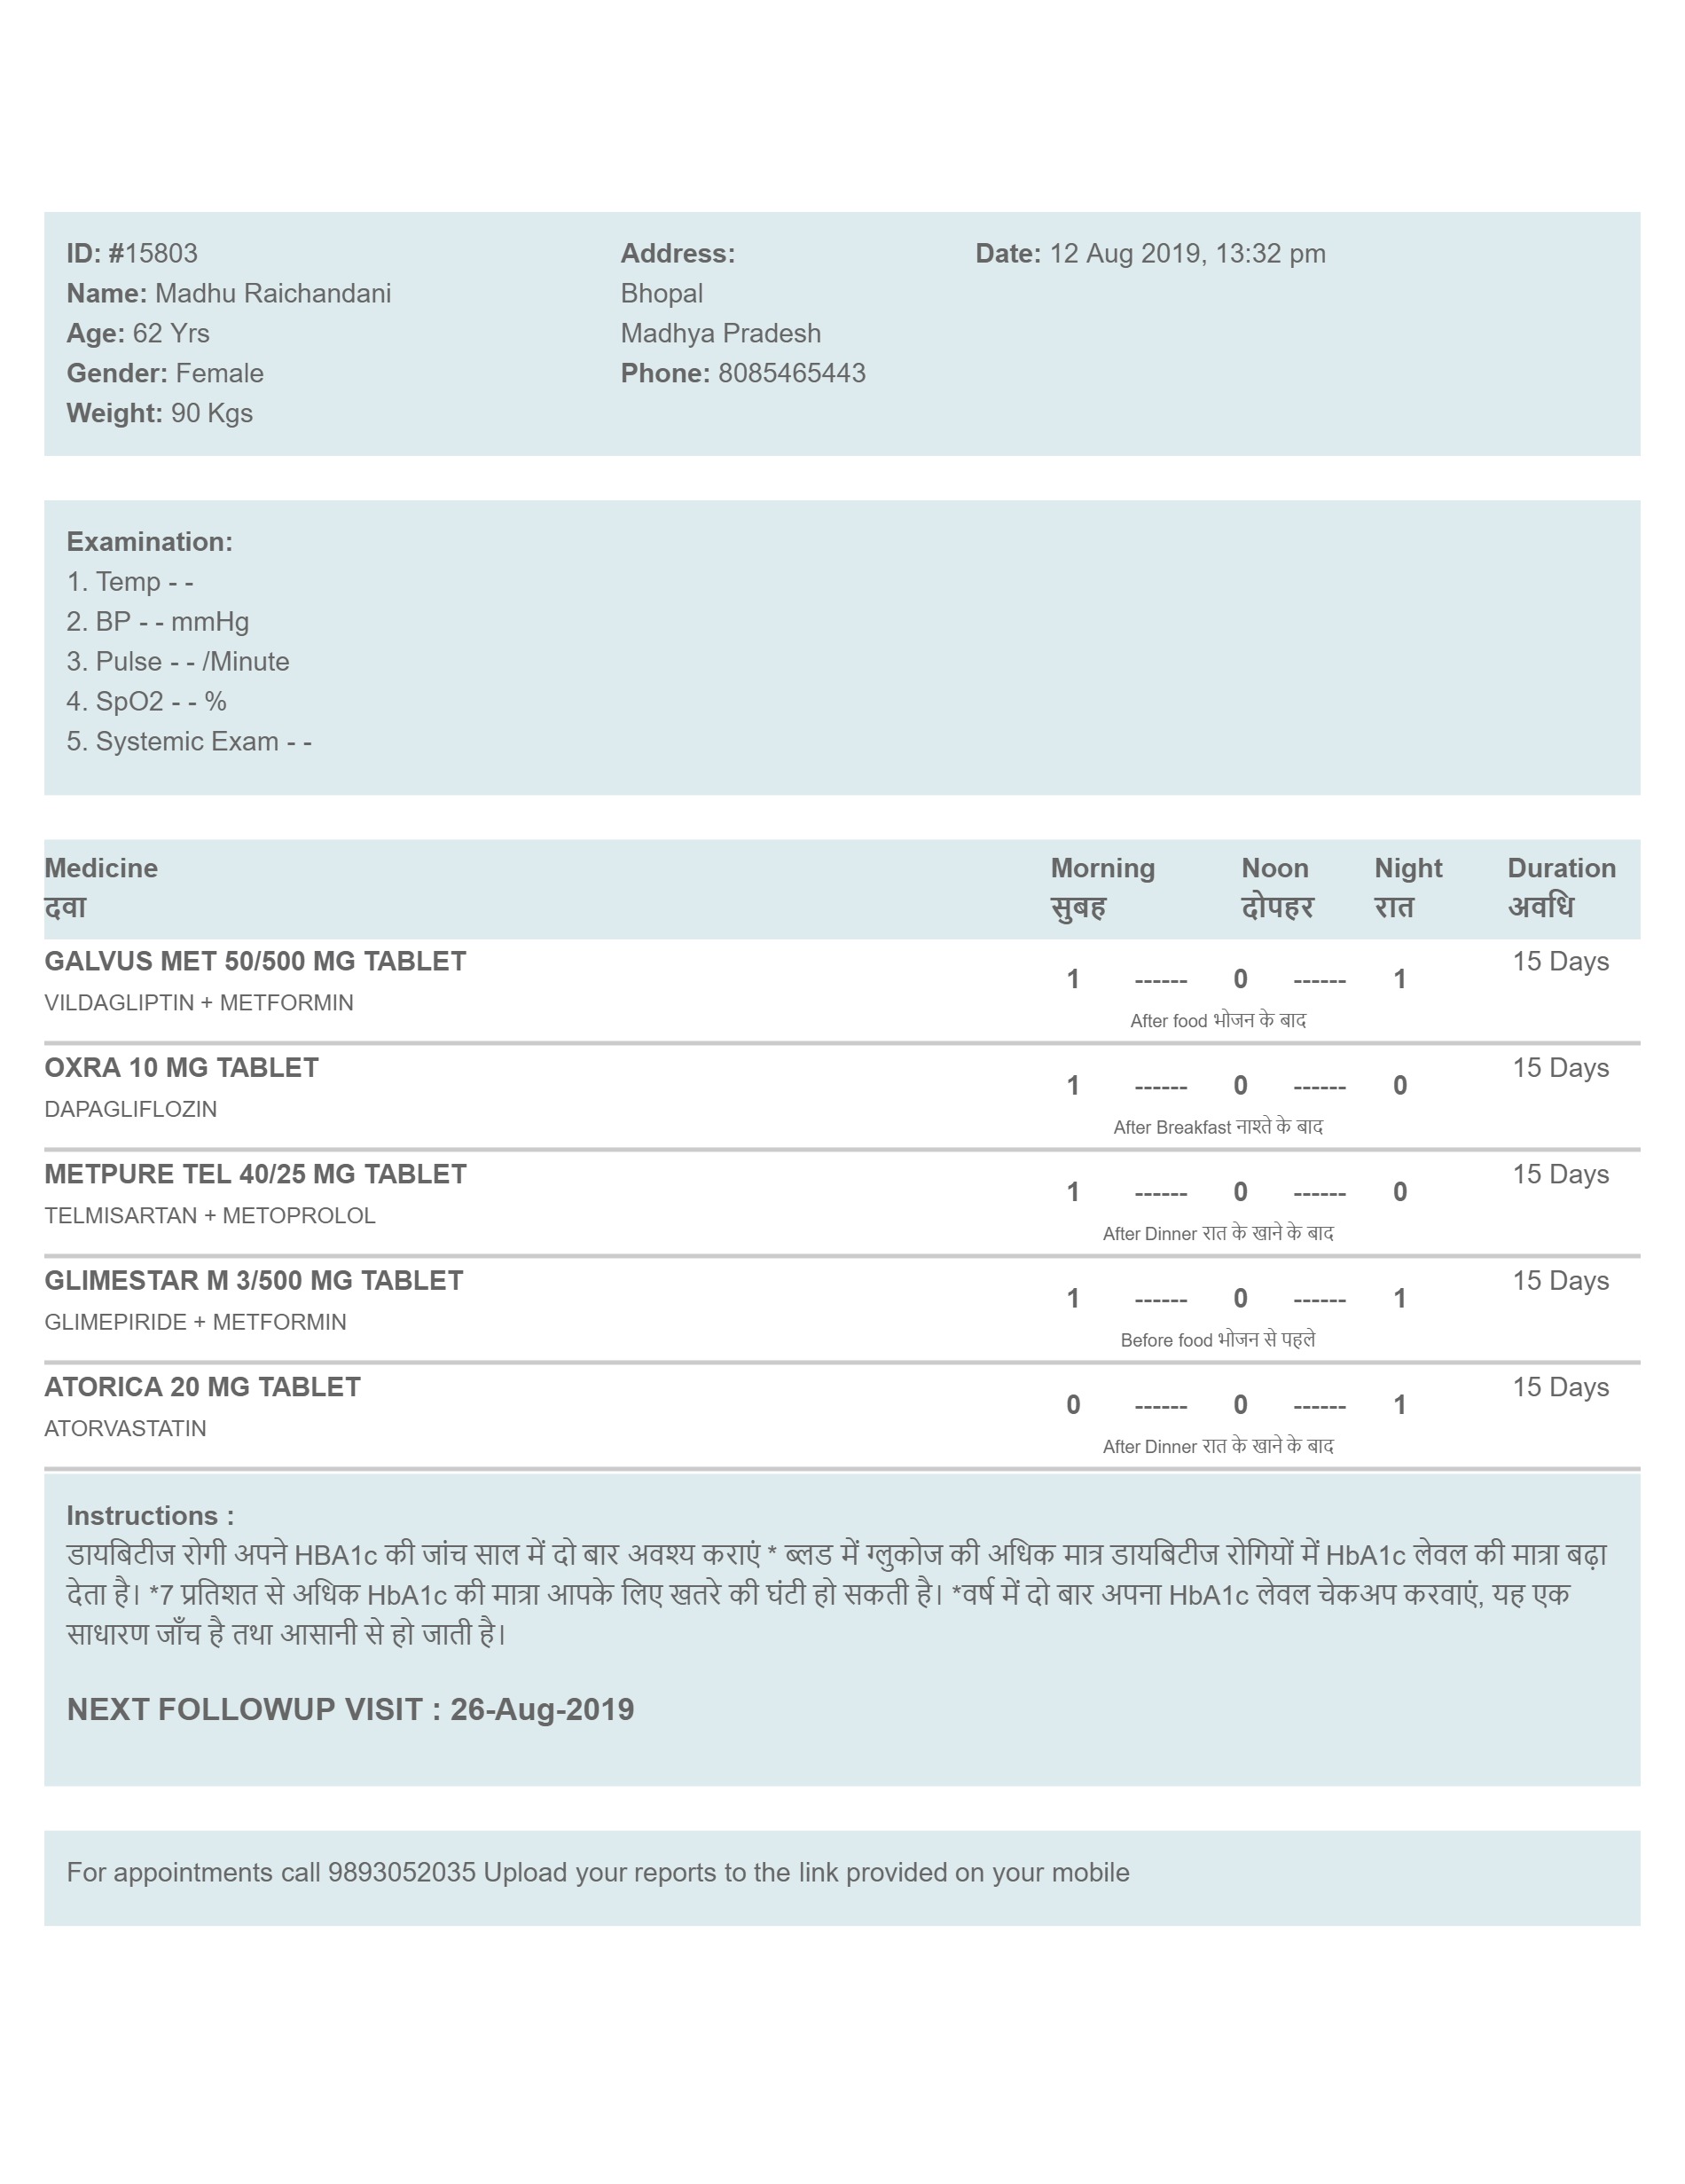 ID: #15803 Address: Date: 12 Aug 2019, 13:32 pm
Name: Madhu Raichandani Bhopal
Age: 62 Yrs Madhya Pradesh
Gender: Female Phone: 8085465443
Weight: 90 Kgs
Examination:
1. Temp - -
2. BP - - mmHg
3. Pulse - - /Minute
4. SpO2 - - %
5. Systemic Exam - -
Medicine Morning Noon Night Duration
दवा सुबह दोपहर रात अवधि
GALVUS MET 50/500 MG TABLET 1 ------ 0 ------ 1 15 Days
VILDAGLIPTIN + METFORMIN After food भोजन के बाद
OXRA 10 MG TABLET 1 ------ 0 ------ 0 15 Days
DAPAGLIFLOZIN After Breakfast नाश्ते के बाद
METPURE TEL 40/25 MG TABLET 1 ------ 0 ------ 0 15 Days
TELMISARTAN + METOPROLOL After Dinner रात के खाने के बाद
GLIMESTAR M 3/500 MG TABLET 1 ------ 0 ------ 1 15 Days
GLIMEPIRIDE + METFORMIN Before food भोजन से पहले
ATORICA 20 MG TABLET 0 ------ 0 ------ 1 15 Days
ATORVASTATIN After Dinner रात के खाने के बाद
Instructions :
डायबिटीज रोगी अपने HBA1c की जांच साल में दो बार अवश्य कराएं * ब्लड में ग्लुकोज की अधिक मात्र डायबिटीज रोगियों में HbA1c लेवल की मात्रा बढ़ा
देता है। *7 प्रतिशत से अधिक HbA1c की मात्रा आपके लिए खतरे की घंटी हो सकती है। *वर्ष में दो बार अपना HbA1c लेवल चेकअप करवाएं, यह एक
साधारण जाँच है तथा आसानी से हो जाती है।
NEXT FOLLOWUP VISIT : 26-Aug-2019
For appointments call 9893052035 Upload your reports to the link provided on your mobile